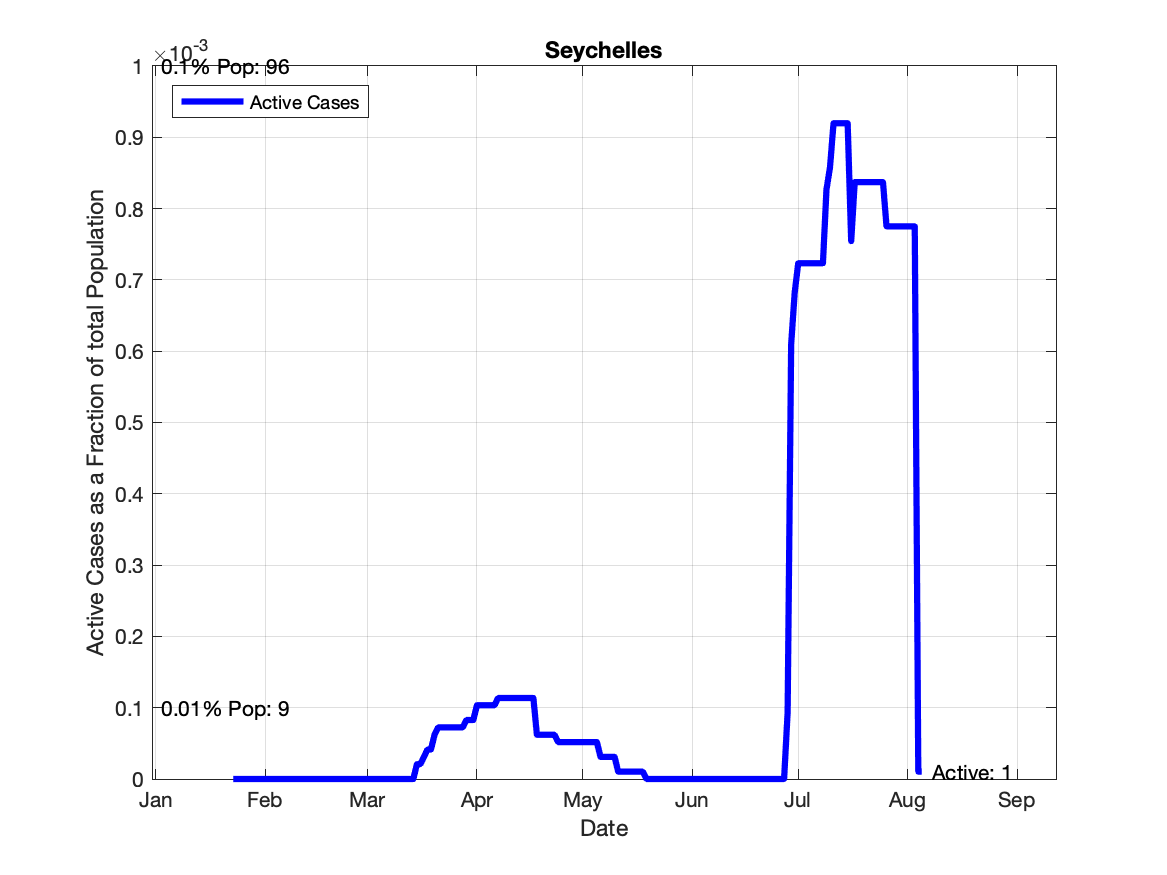 Seychelles
×10-3
0.1% Pop: 96
Active Cases
1
0.9
0.8
0.7
0.6
0.5
0.4
0.3
0.2
0.1
0
Active Cases as a Fraction of total Population
0.01% Pop: 9
Active: 1
Jan Feb Mar Apr May Jun Jul Aug Sep
Date